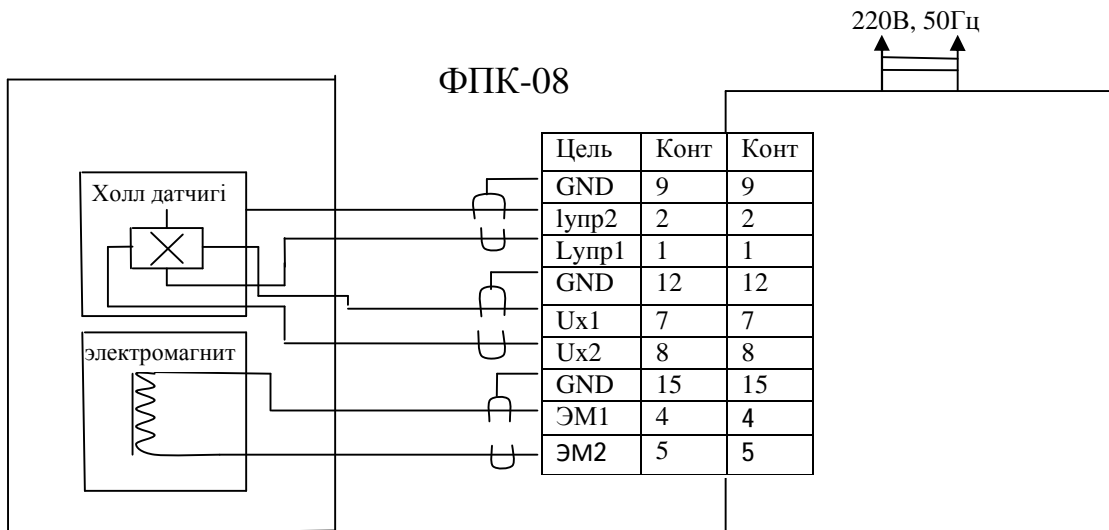 220В, 50Гц
ФПК-08
Холл датчигі
электромагнит
Цель Конт Конт
GND 9 9
lупр2 2 2
Lупр1 1 1
GND 12 12
Ux1 7 7
Ux2 8 8
GND 15 15
ЭМ1 4 4
ЭМ2 5 5